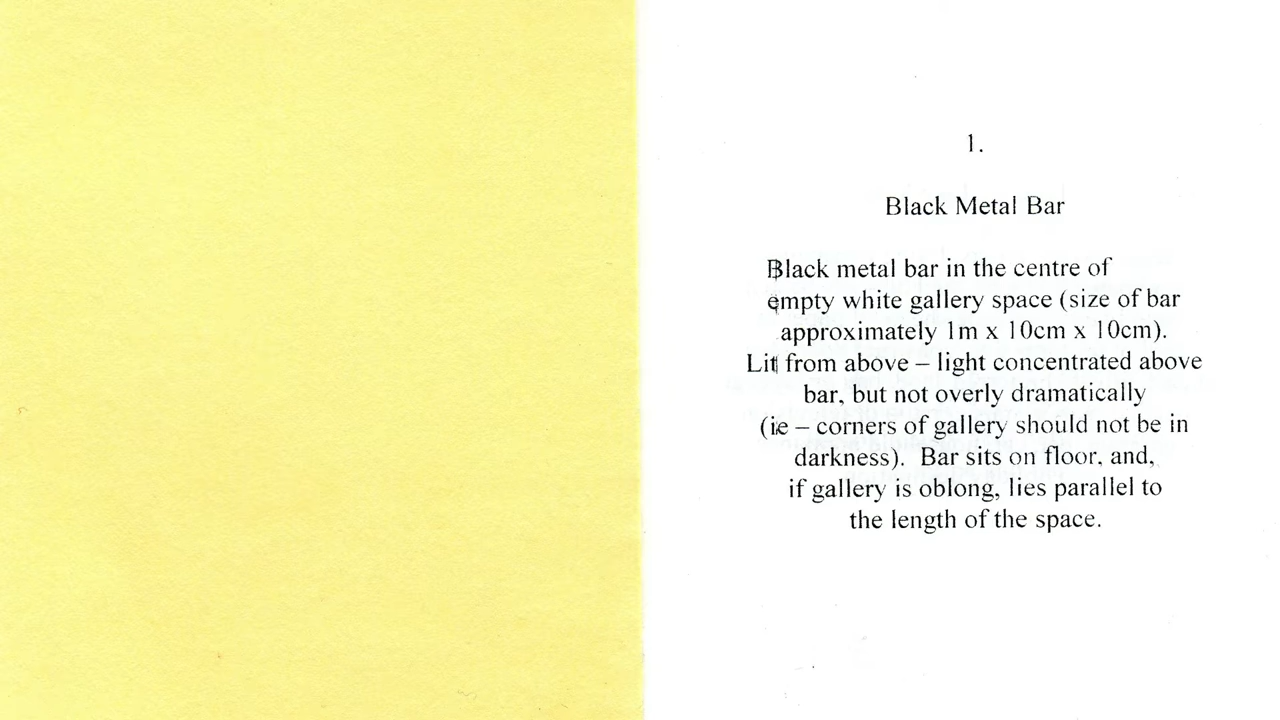 1.
Black Metal Bar
Black metal bar in the centre of
empty white gallery space (size of bar
approximately 1m x 10cm x 10cm).
Lit from above – light concentrated above
bar, but not overly dramatically
(ie – corners of gallery should not be in
darkness).  Bar sits on floor, and,
if gallery is oblong, lies parallel to
the length of the space.